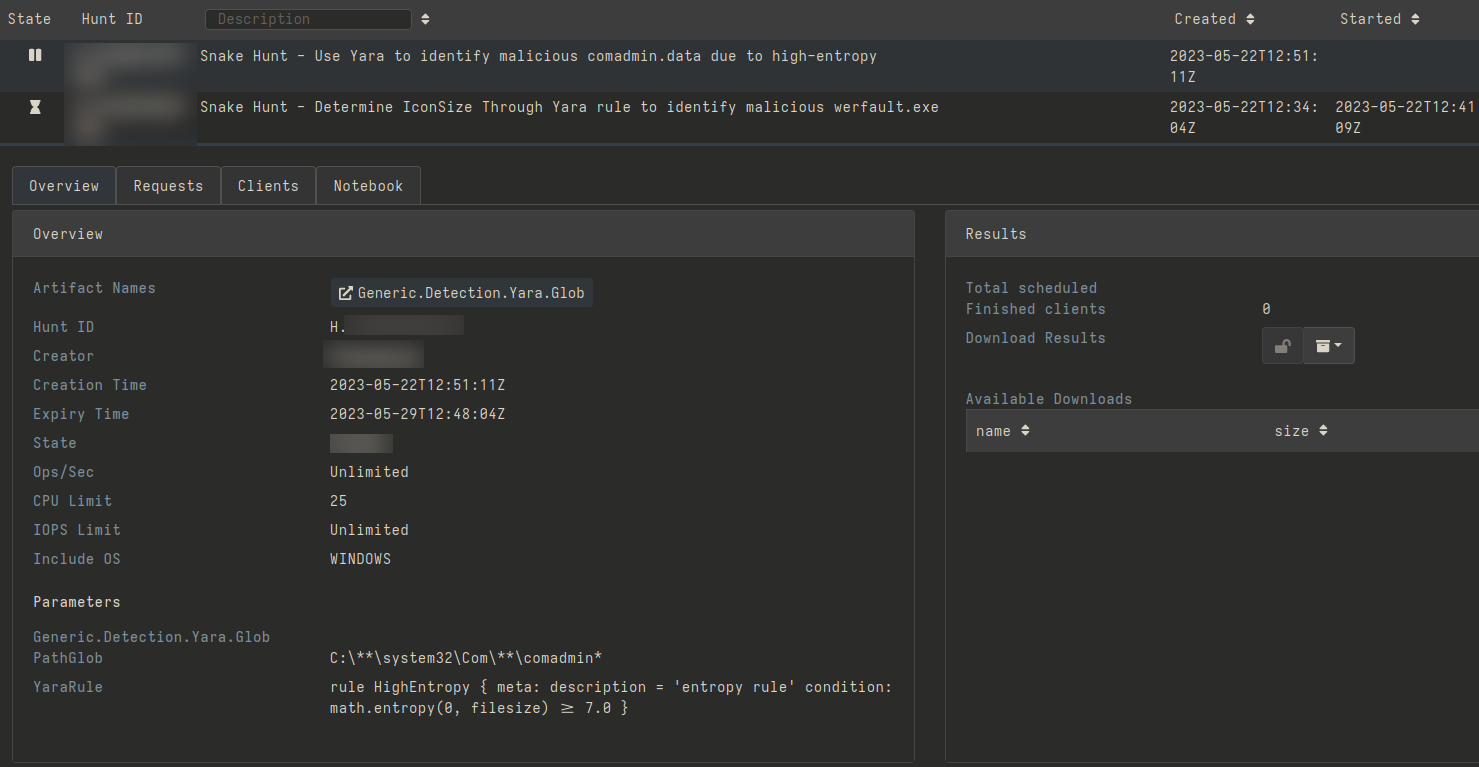 State Hunt ID Description Created Started
Snake Hunt - Use Yara to identify malicious comadmin.data due to high-entropy 2023-05-22T12:51:
11Z
Snake Hunt - Determine IconSize Through Yara rule to identify malicious werfault.exe 2023-05-22T12:34: 2023-05-22T12:41
04Z 09Z
Overview Requests Clients Notebook
Overview
Artifact Names Generic.Detection.Yara.Glob
Hunt ID H.
Creator
Creation Time 2023-05-22T12:51:11Z
Expiry Time 2023-05-29T12:48:04Z
State
Ops/Sec Unlimited
CPU Limit 25
IOPS Limit Unlimited
Include OS WINDOWS
Parameters
Generic.Detection.Yara.Glob
PathGlob C:\**\system32\Com\**\comadmin*
YaraRule rule HighEntropy { meta: description = 'entropy rule' condition:
math.entropy(0, filesize) ≥ 7.0 }
Results
Total scheduled
Finished clients 0
Download Results
Available Downloads
name size